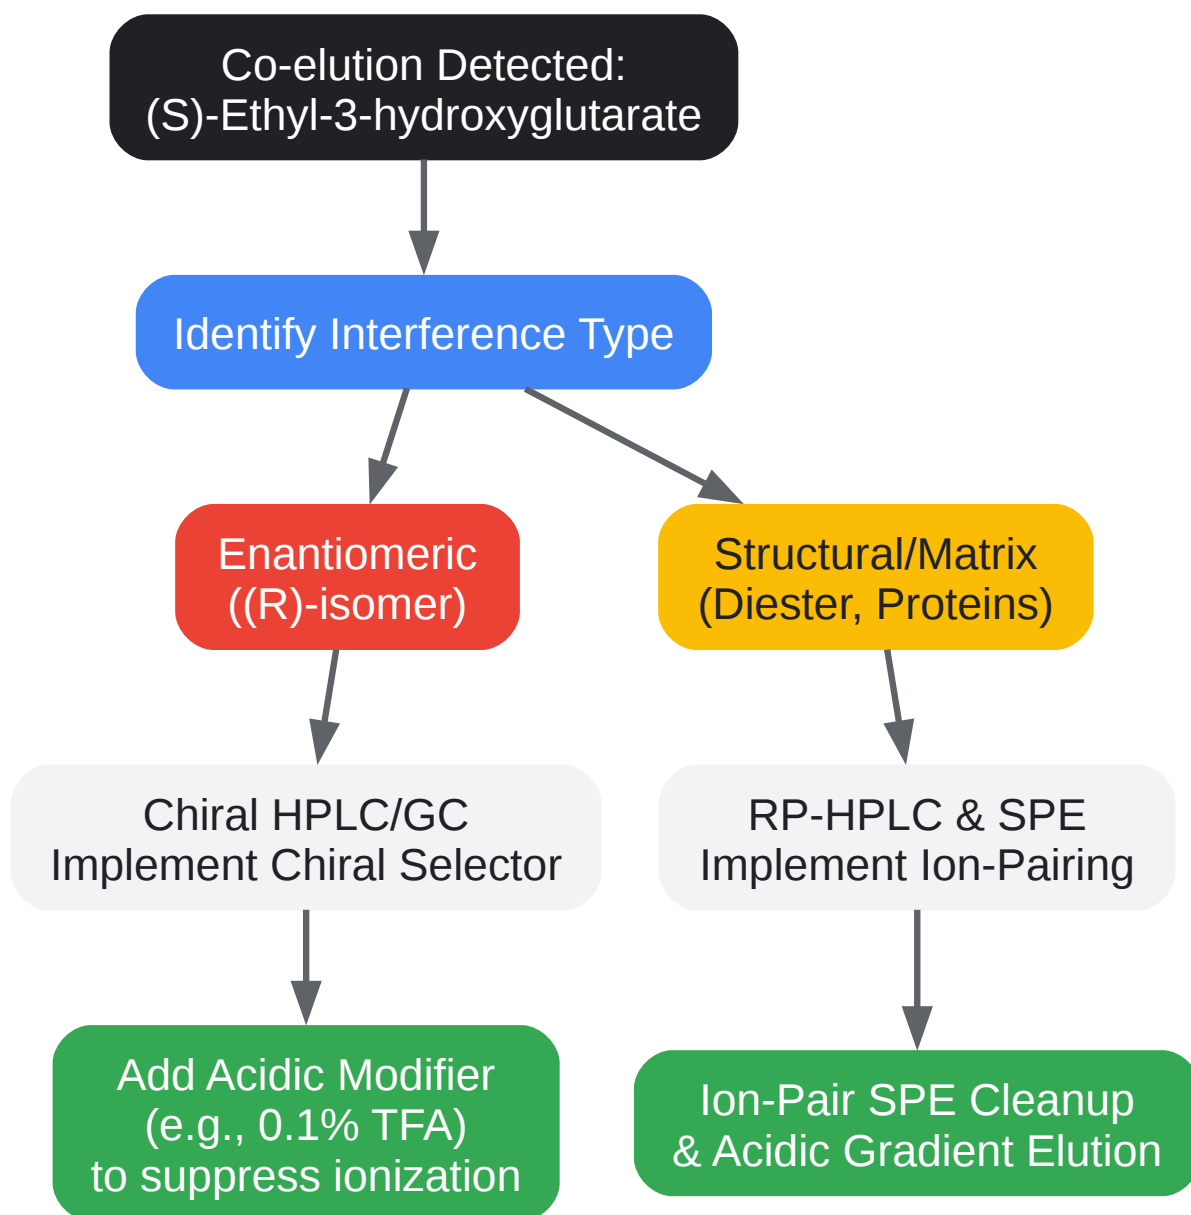 Co-elution Detected:
(S)-Ethyl-3-hydroxyglutarate
Identify Interference Type
Enantiomeric
((R)-isomer)
Structural/Matrix
(Diester, Proteins)
Chiral HPLC/GC
Implement Chiral Selector
RP-HPLC & SPE
Implement Ion-Pairing
Add Acidic Modifier
(e.g., 0.1% TFA)
to suppress ionization
Ion-Pair SPE Cleanup
& Acidic Gradient Elution